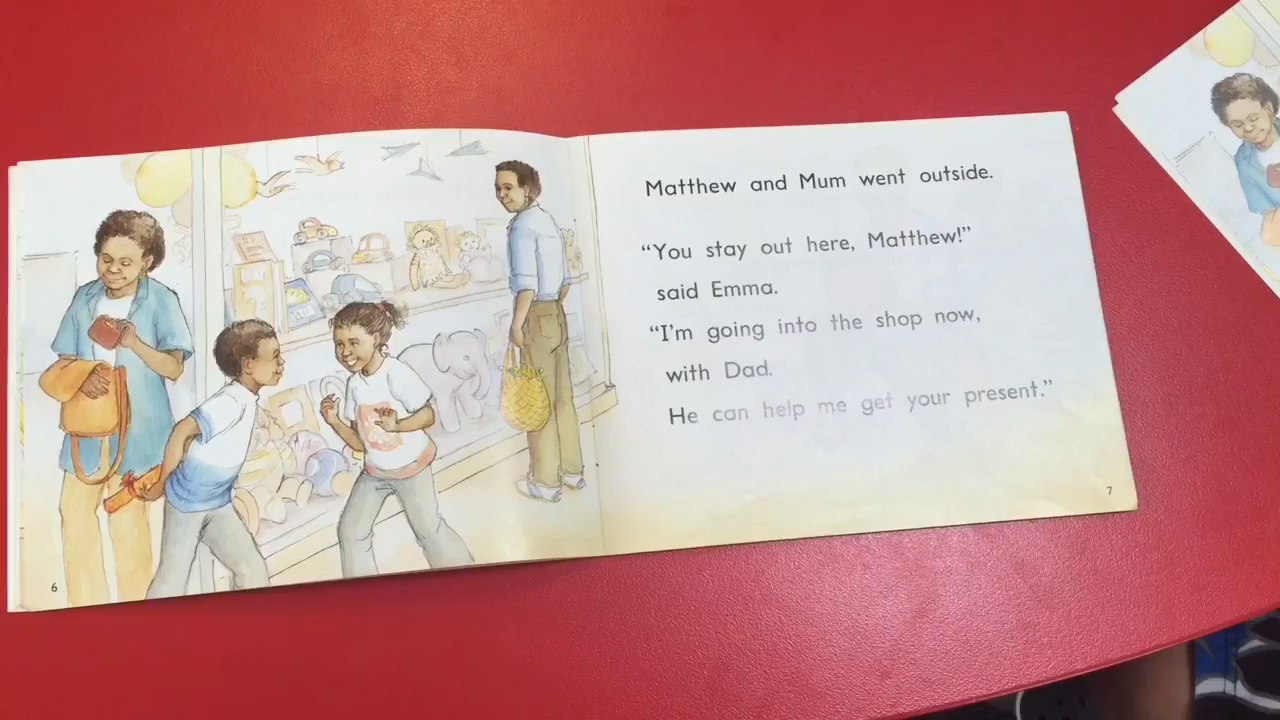 Matthew and Mum went outside.
“You stay out here, Matthew!”
said Emma.
“I'm going into the shop now,
with Dad.
He can help me get your present.”
6
7